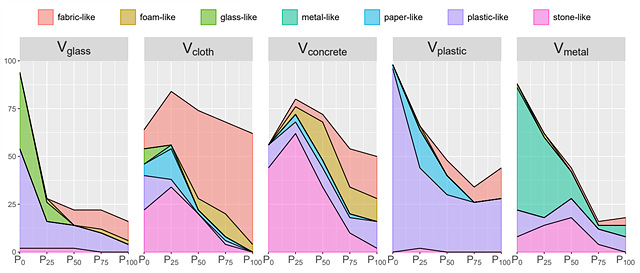 fabric-like foam-like glass-like metal-like paper-like plastic-like stone-like
Vglass Vcloth Vconcrete Vplastic Vmetal
100
75
50
25
0
P0 P25 P50 P75 P100 P0 P25 P50 P75 P100 P0 P25 P50 P75 P100 P0 P25 P50 P75 P100 P0 P25 P50 P75 P100